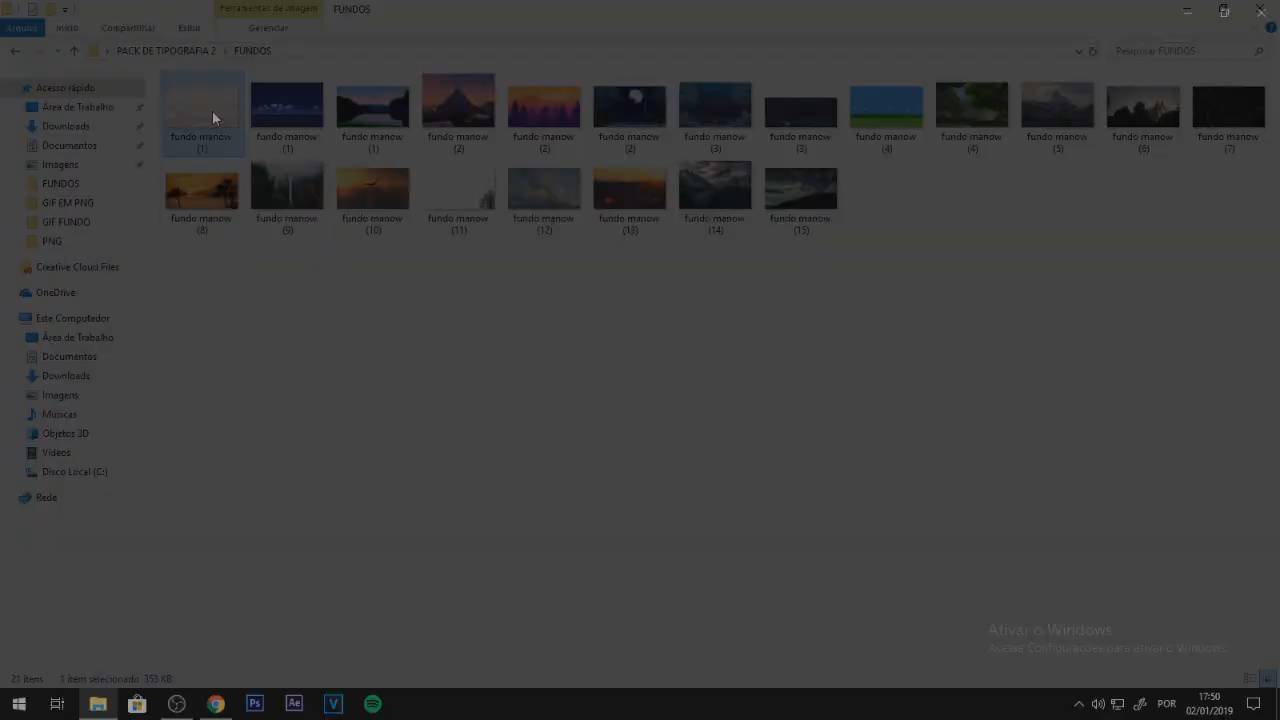 Ferramentas de Imagem
FUNDOS
Arquivo
Início
Compartilhar
Exibir
Gerenciar
PACK DE TIPOGRAFIA 2 › FUNDOS
Pesquisar FUNDOS
Acesso rápido
Área de Trabalho
Downloads
Documentos
Imagens
FUNDOS
GIF EM PNG
GIF FUNDO
PNG
Creative Cloud Files
OneDrive
Este Computador
Área de Trabalho
Documentos
Downloads
Imagens
Músicas
Objetos 3D
Vídeos
Disco Local (C:)
Rede
fundo manow
(1)
fundo manow
(1)
fundo manow
(1)
fundo manow
(2)
fundo manow
(2)
fundo manow
(2)
fundo manow
(3)
fundo manow
(3)
fundo manow
(4)
fundo manow
(4)
fundo manow
(5)
fundo manow
(6)
fundo manow
(7)
fundo manow
(8)
fundo manow
(9)
fundo manow
(10)
fundo manow
(11)
fundo manow
(12)
fundo manow
(13)
fundo manow
(14)
fundo manow
(15)
Ativar o Windows
Acesse Configurações para ativar o Windows.
21 itens
1 item selecionado 353 KB
Ps
Ae
V
POR
17:50
02/01/2019